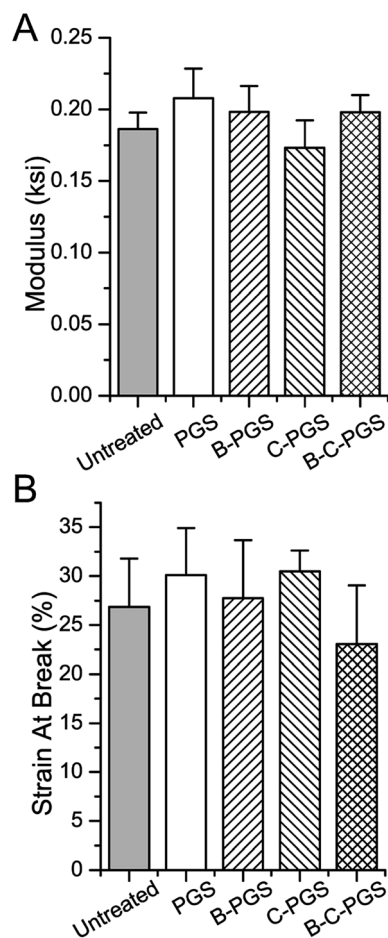 A
Modulus (ksi)
0.25
0.20
0.15
0.10
0.05
0.00
Untreated
PGS
B-PGS
C-PGS
B-C-PGS
B
Strain At Break (%)
35
30
25
20
15
10
5
0
Untreated
PGS
B-PGS
C-PGS
B-C-PGS